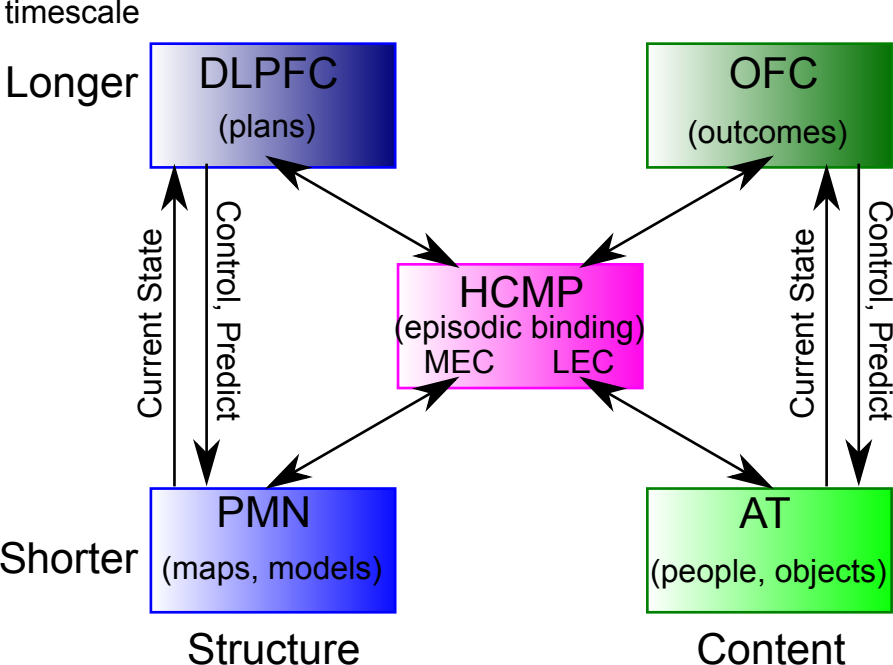 timescale
Longer
DLPFC
(plans)
OFC
(outcomes)
Current State
Control, Predict
HCMP
(episodic binding)
MEC LEC
Current State
Control, Predict
Shorter
PMN
(maps, models)
AT
(people, objects)
Structure
Content